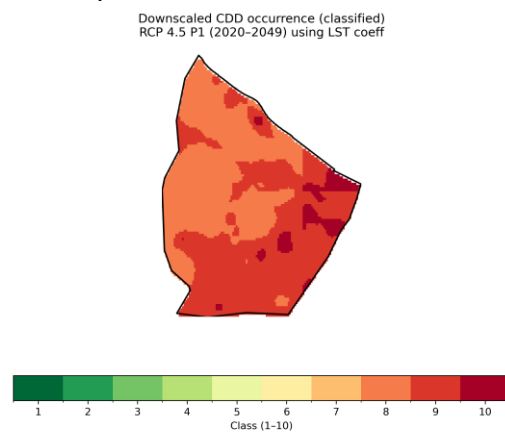 Downscaled CDD occurrence (classified)
RCP 4.5 P1 (2020–2049) using LST coeff
1 2 3 4 5 6 7 8 9 10
Class (1–10)